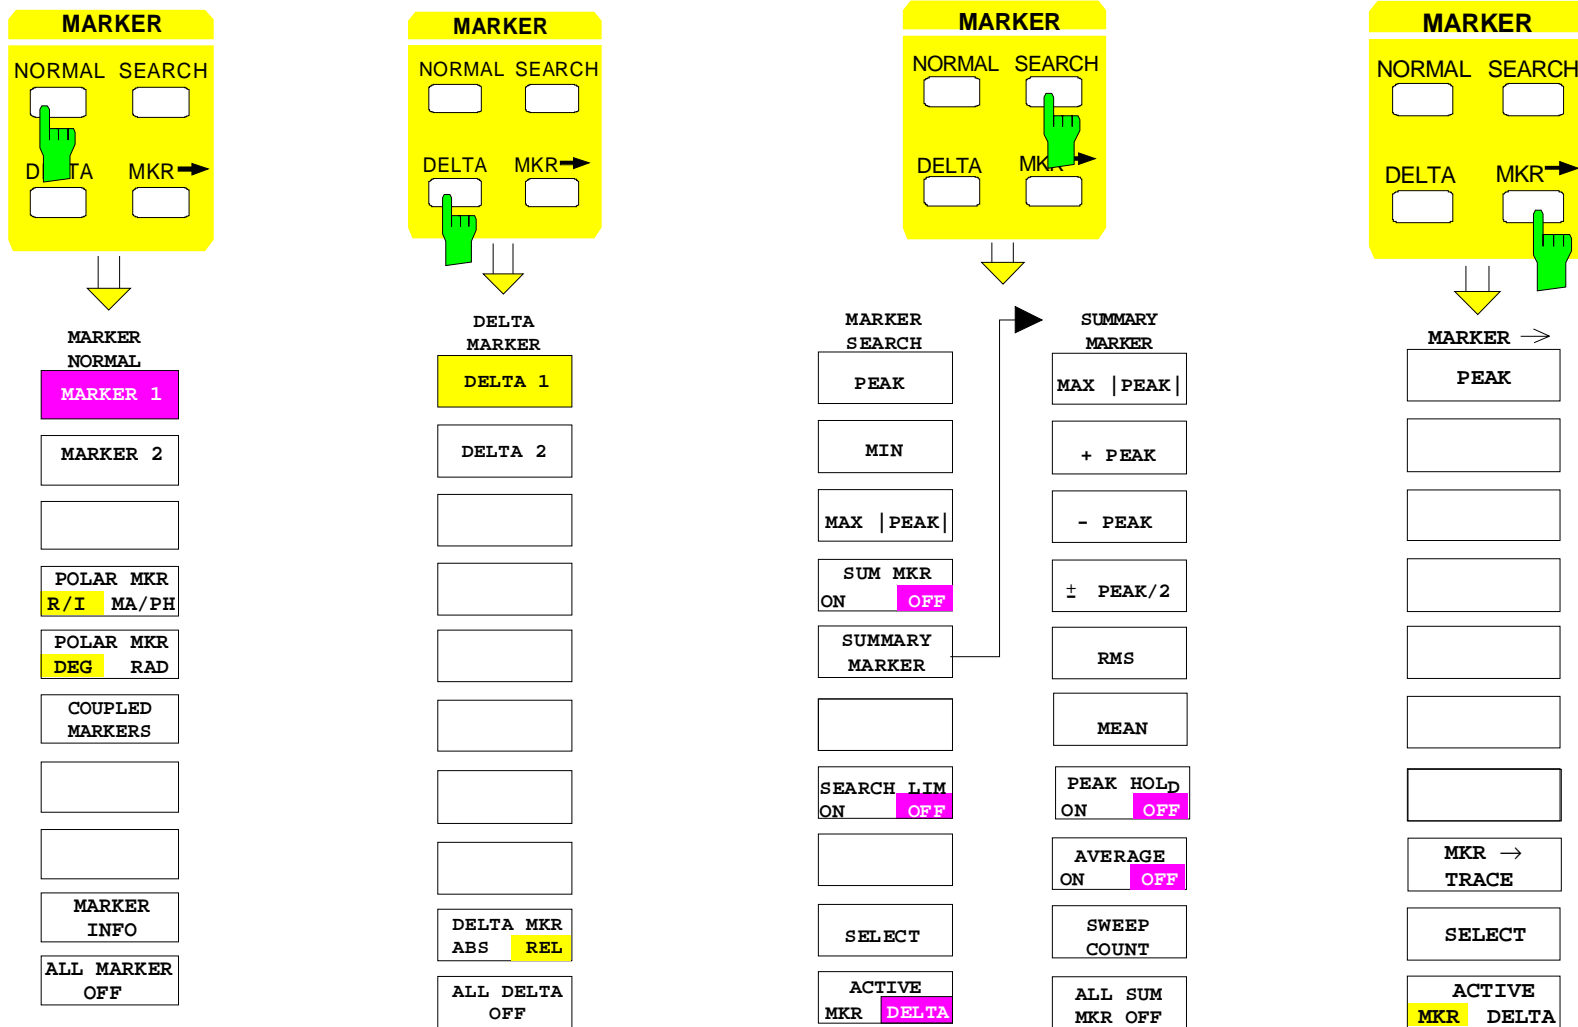 MARKER
NORMAL SEARCH
D TA MKR
MARKER
NORMAL
MARKER 1
MARKER 2
POLAR MKR
R/I MA/PH
POLAR MKR
DEG RAD
COUPLED
MARKERS
MARKER
INFO
ALL MARKER
OFF
MARKER
NORMAL SEARCH
DELTA MKR
DELTA
MARKER
DELTA 1
DELTA 2
DELTA MKR
ABS REL
ALL DELTA
OFF
MARKER
NORMAL SEARCH
DELTA MKR
MARKER
SEARCH
PEAK
MIN
MAX |PEAK|
SUM MKR
ON OFF
SUMMARY
MARKER
SEARCH LIM
ON OFF
SELECT
ACTIVE
MKR DELTA
SUMMARY
MARKER
MAX |PEAK|
+ PEAK
- PEAK
± PEAK/2
RMS
MEAN
PEAK HOLD
ON OFF
AVERAGE
ON OFF
SWEEP
COUNT
ALL SUM
MKR OFF
MARKER
NORMAL SEARCH
DELTA MKR
MARKER →
PEAK
MKR →
TRACE
SELECT
ACTIVE
MKR DELTA